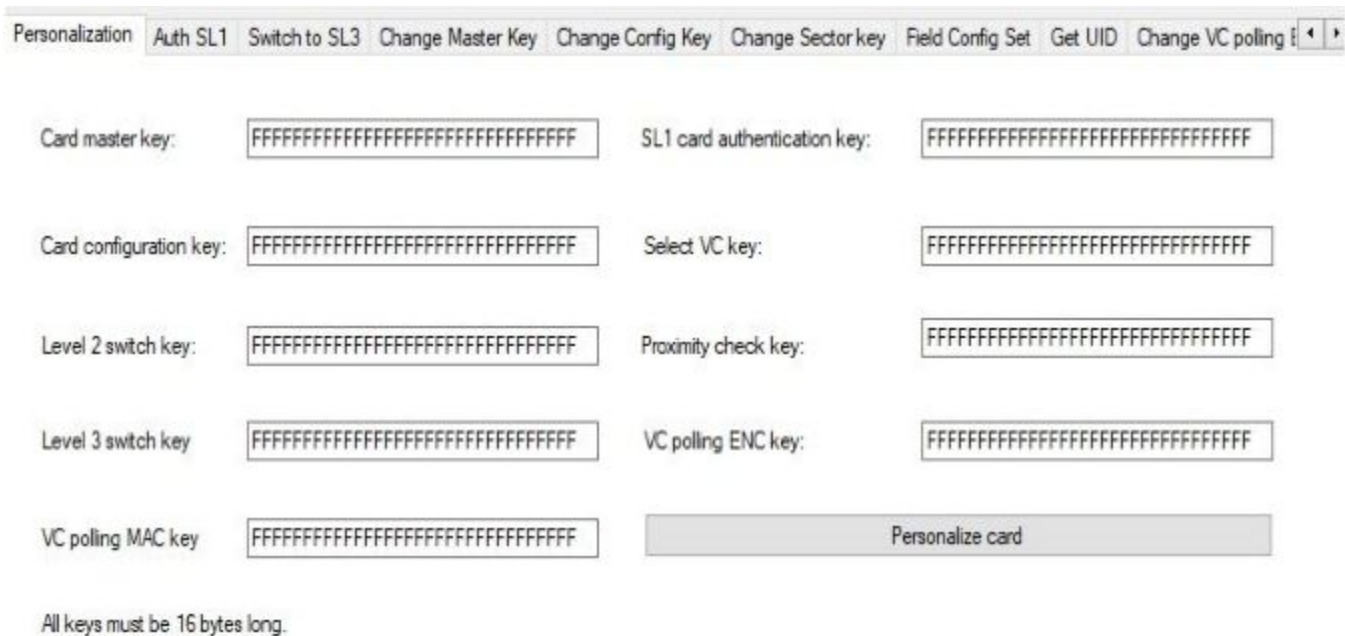 Personalization Auth SL1 Switch to SL3 Change Master Key Change Config Key Change Sector key Field Config Set Get UID Change VC polling E
Card master key: FFFFFFFFFFFFFFFFFFFFFFFFFFFFFFFF SL1 card authentication key: FFFFFFFFFFFFFFFFFFFFFFFFFFFFFFFF
Card configuration key: FFFFFFFFFFFFFFFFFFFFFFFFFFFFFFFF Select VC key: FFFFFFFFFFFFFFFFFFFFFFFFFFFFFFFF
Level 2 switch key: FFFFFFFFFFFFFFFFFFFFFFFFFFFFFFFF Proximity check key: FFFFFFFFFFFFFFFFFFFFFFFFFFFFFFFF
Level 3 switch key FFFFFFFFFFFFFFFFFFFFFFFFFFFFFFFF VC polling ENC key: FFFFFFFFFFFFFFFFFFFFFFFFFFFFFFFF
VC polling MAC key FFFFFFFFFFFFFFFFFFFFFFFFFFFFFFFF Personalize card
All keys must be 16 bytes long.